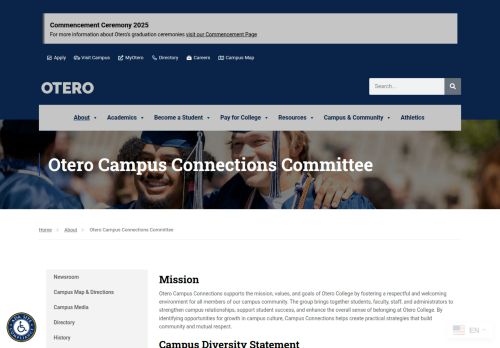 Commencement Ceremony 2025
For more information about Otero's graduation ceremonies visit our Commencement Page
Apply Visit Campus MyOtero Directory Careers Campus Map
OTERO
Search...
About Academics Become a Student Pay for College Resources Campus & Community Athletics
Otero Campus Connections Committee
Home > About > Otero Campus Connections Committee
Newsroom
Campus Map & Directions
Campus Media
Directory
History
Mission
Otero Campus Connections supports the mission, values, and goals of Otero College by fostering a respectful and welcoming
environment for all members of our campus community. The group brings together students, faculty, staff, and administrators to
strengthen campus relationships, support student success, and enhance the overall sense of belonging at Otero College. By
identifying opportunities for growth in campus culture, Campus Connections helps create practical strategies that build
community and mutual respect.
Campus Diversity Statement
EN